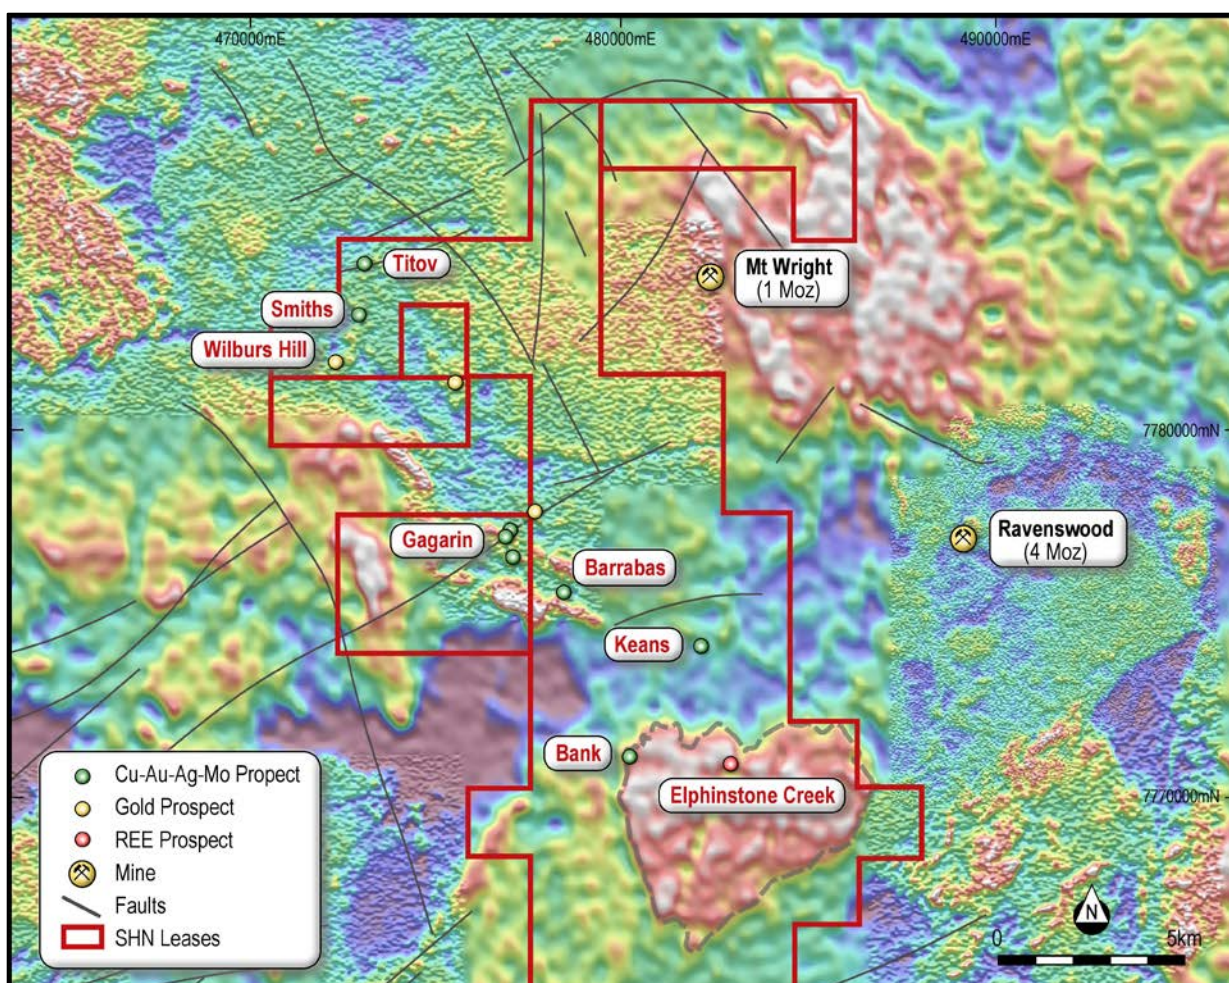 470000mE
480000mE
490000mE
Titov
Mt Wright
(1 Moz)
Smiths
Wilburs Hill
7780000mN
Gagarin
Ravenswood
(4 Moz)
Barrabas
Keans
Bank
Elphinstone Creek
7770000mN
Cu-Au-Ag-Mo Propect
Gold Prospect
REE Prospect
Mine
Faults
SHN Leases
N
0
5km